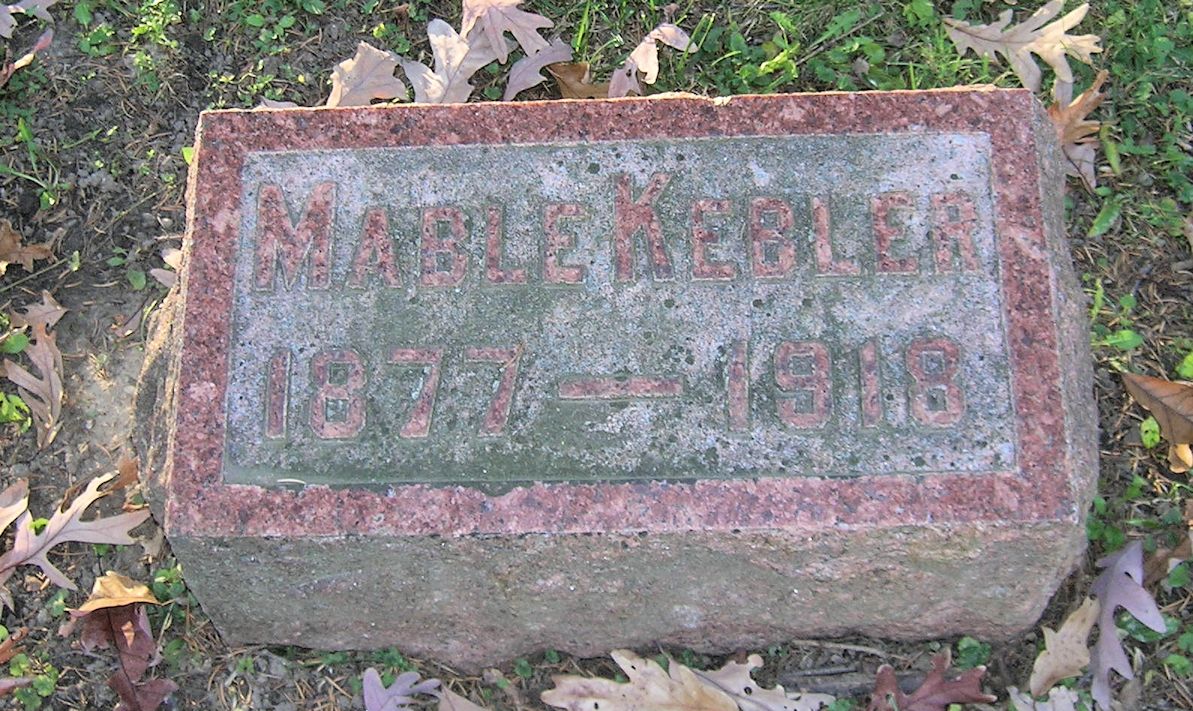 MABLE KEBLER
1877 — 1918